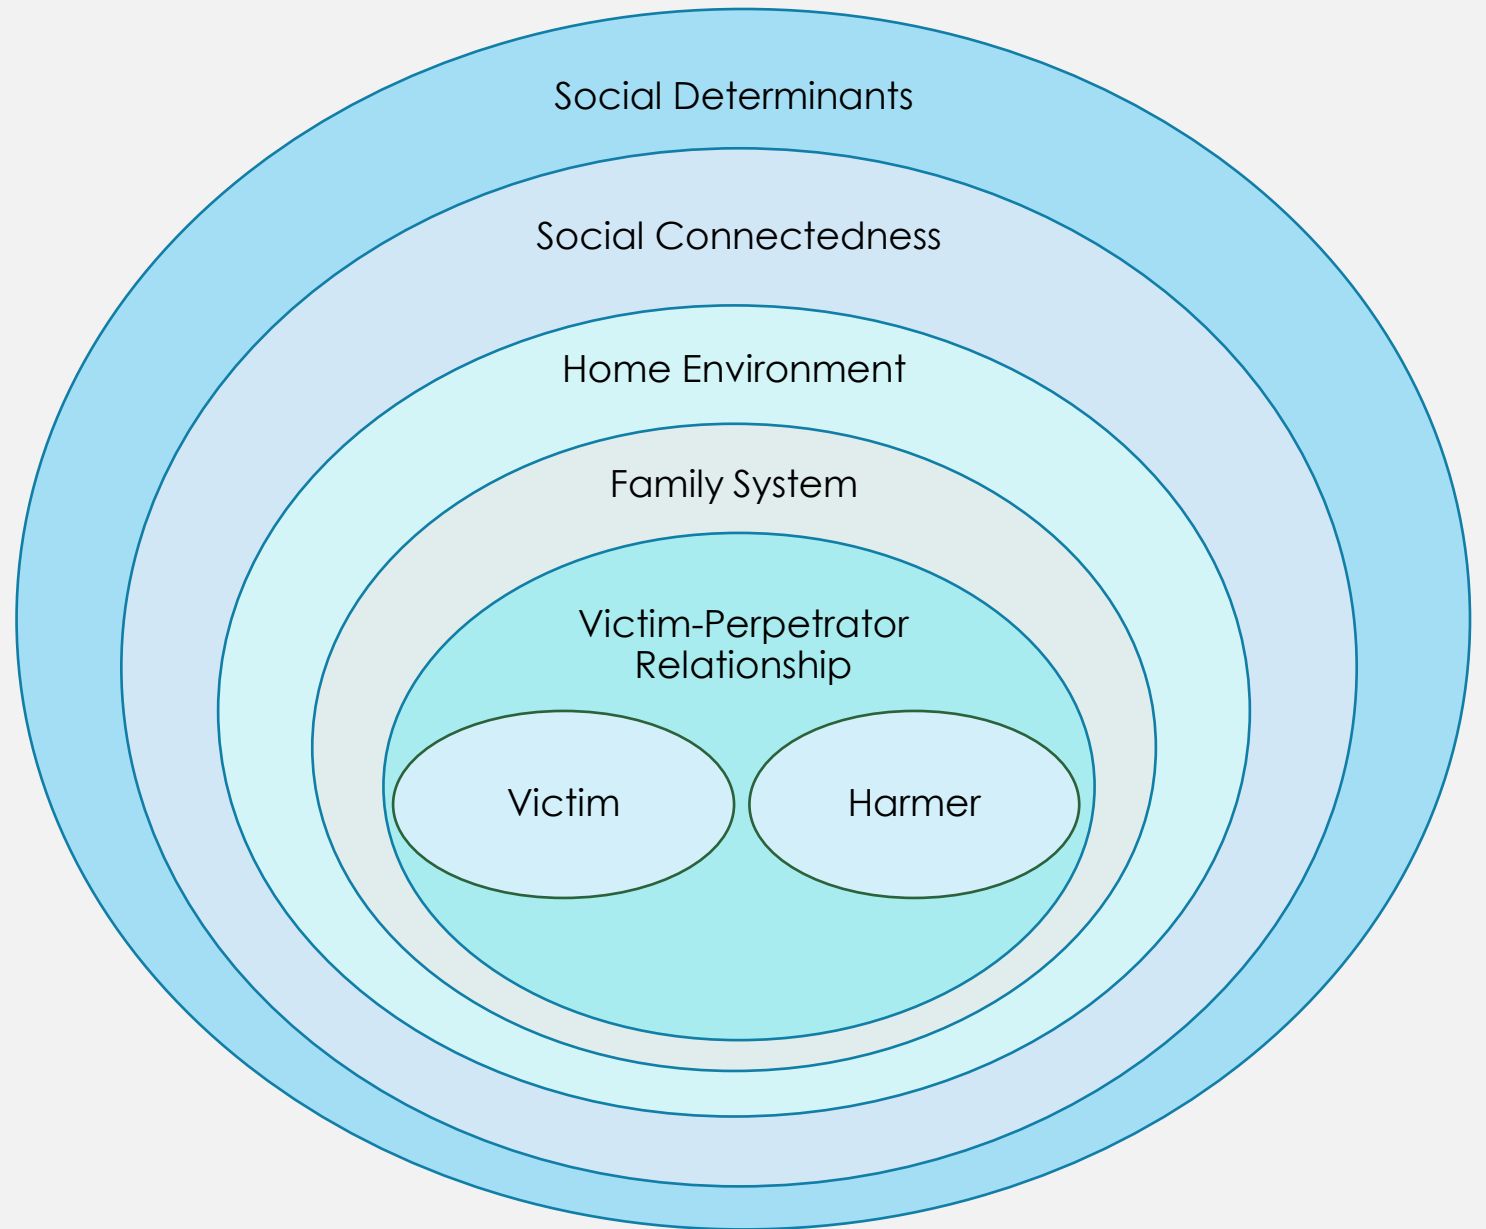 Social Determinants
Social Connectedness
Home Environment
Family System
Victim-Perpetrator
Relationship
Victim
Harmer